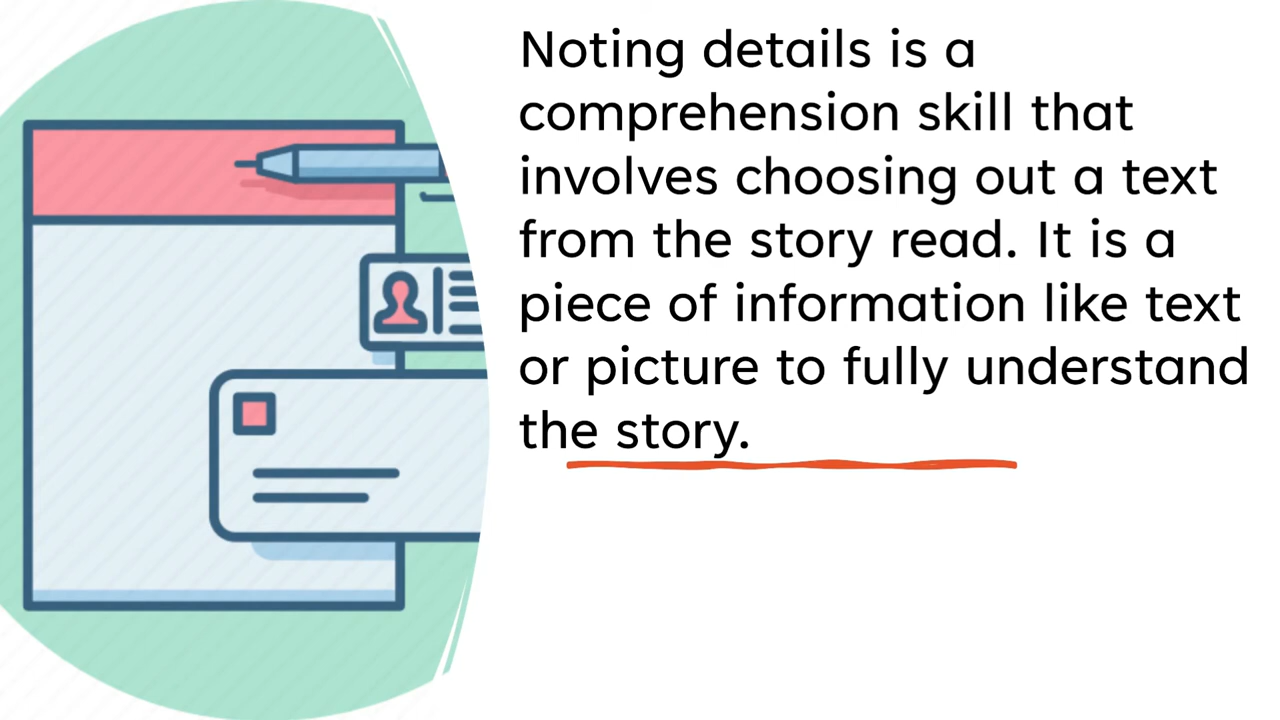 Noting details is a
comprehension skill that
involves choosing out a text
from the story read. It is a
piece of information like text
or picture to fully understand
the story.